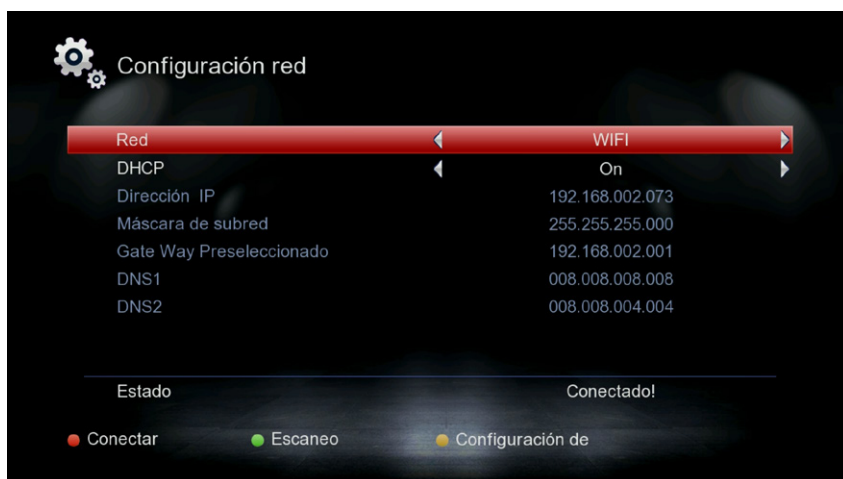 Configuración red
Red WIFI
DHCP On
Dirección IP 192.168.002.073
Máscara de subred 255.255.255.000
Gate Way Preseleccionado 192.168.002.001
DNS1 008.008.008.008
DNS2 008.008.004.004
Estado Conectado!
Conectar Escaneo Configuración de